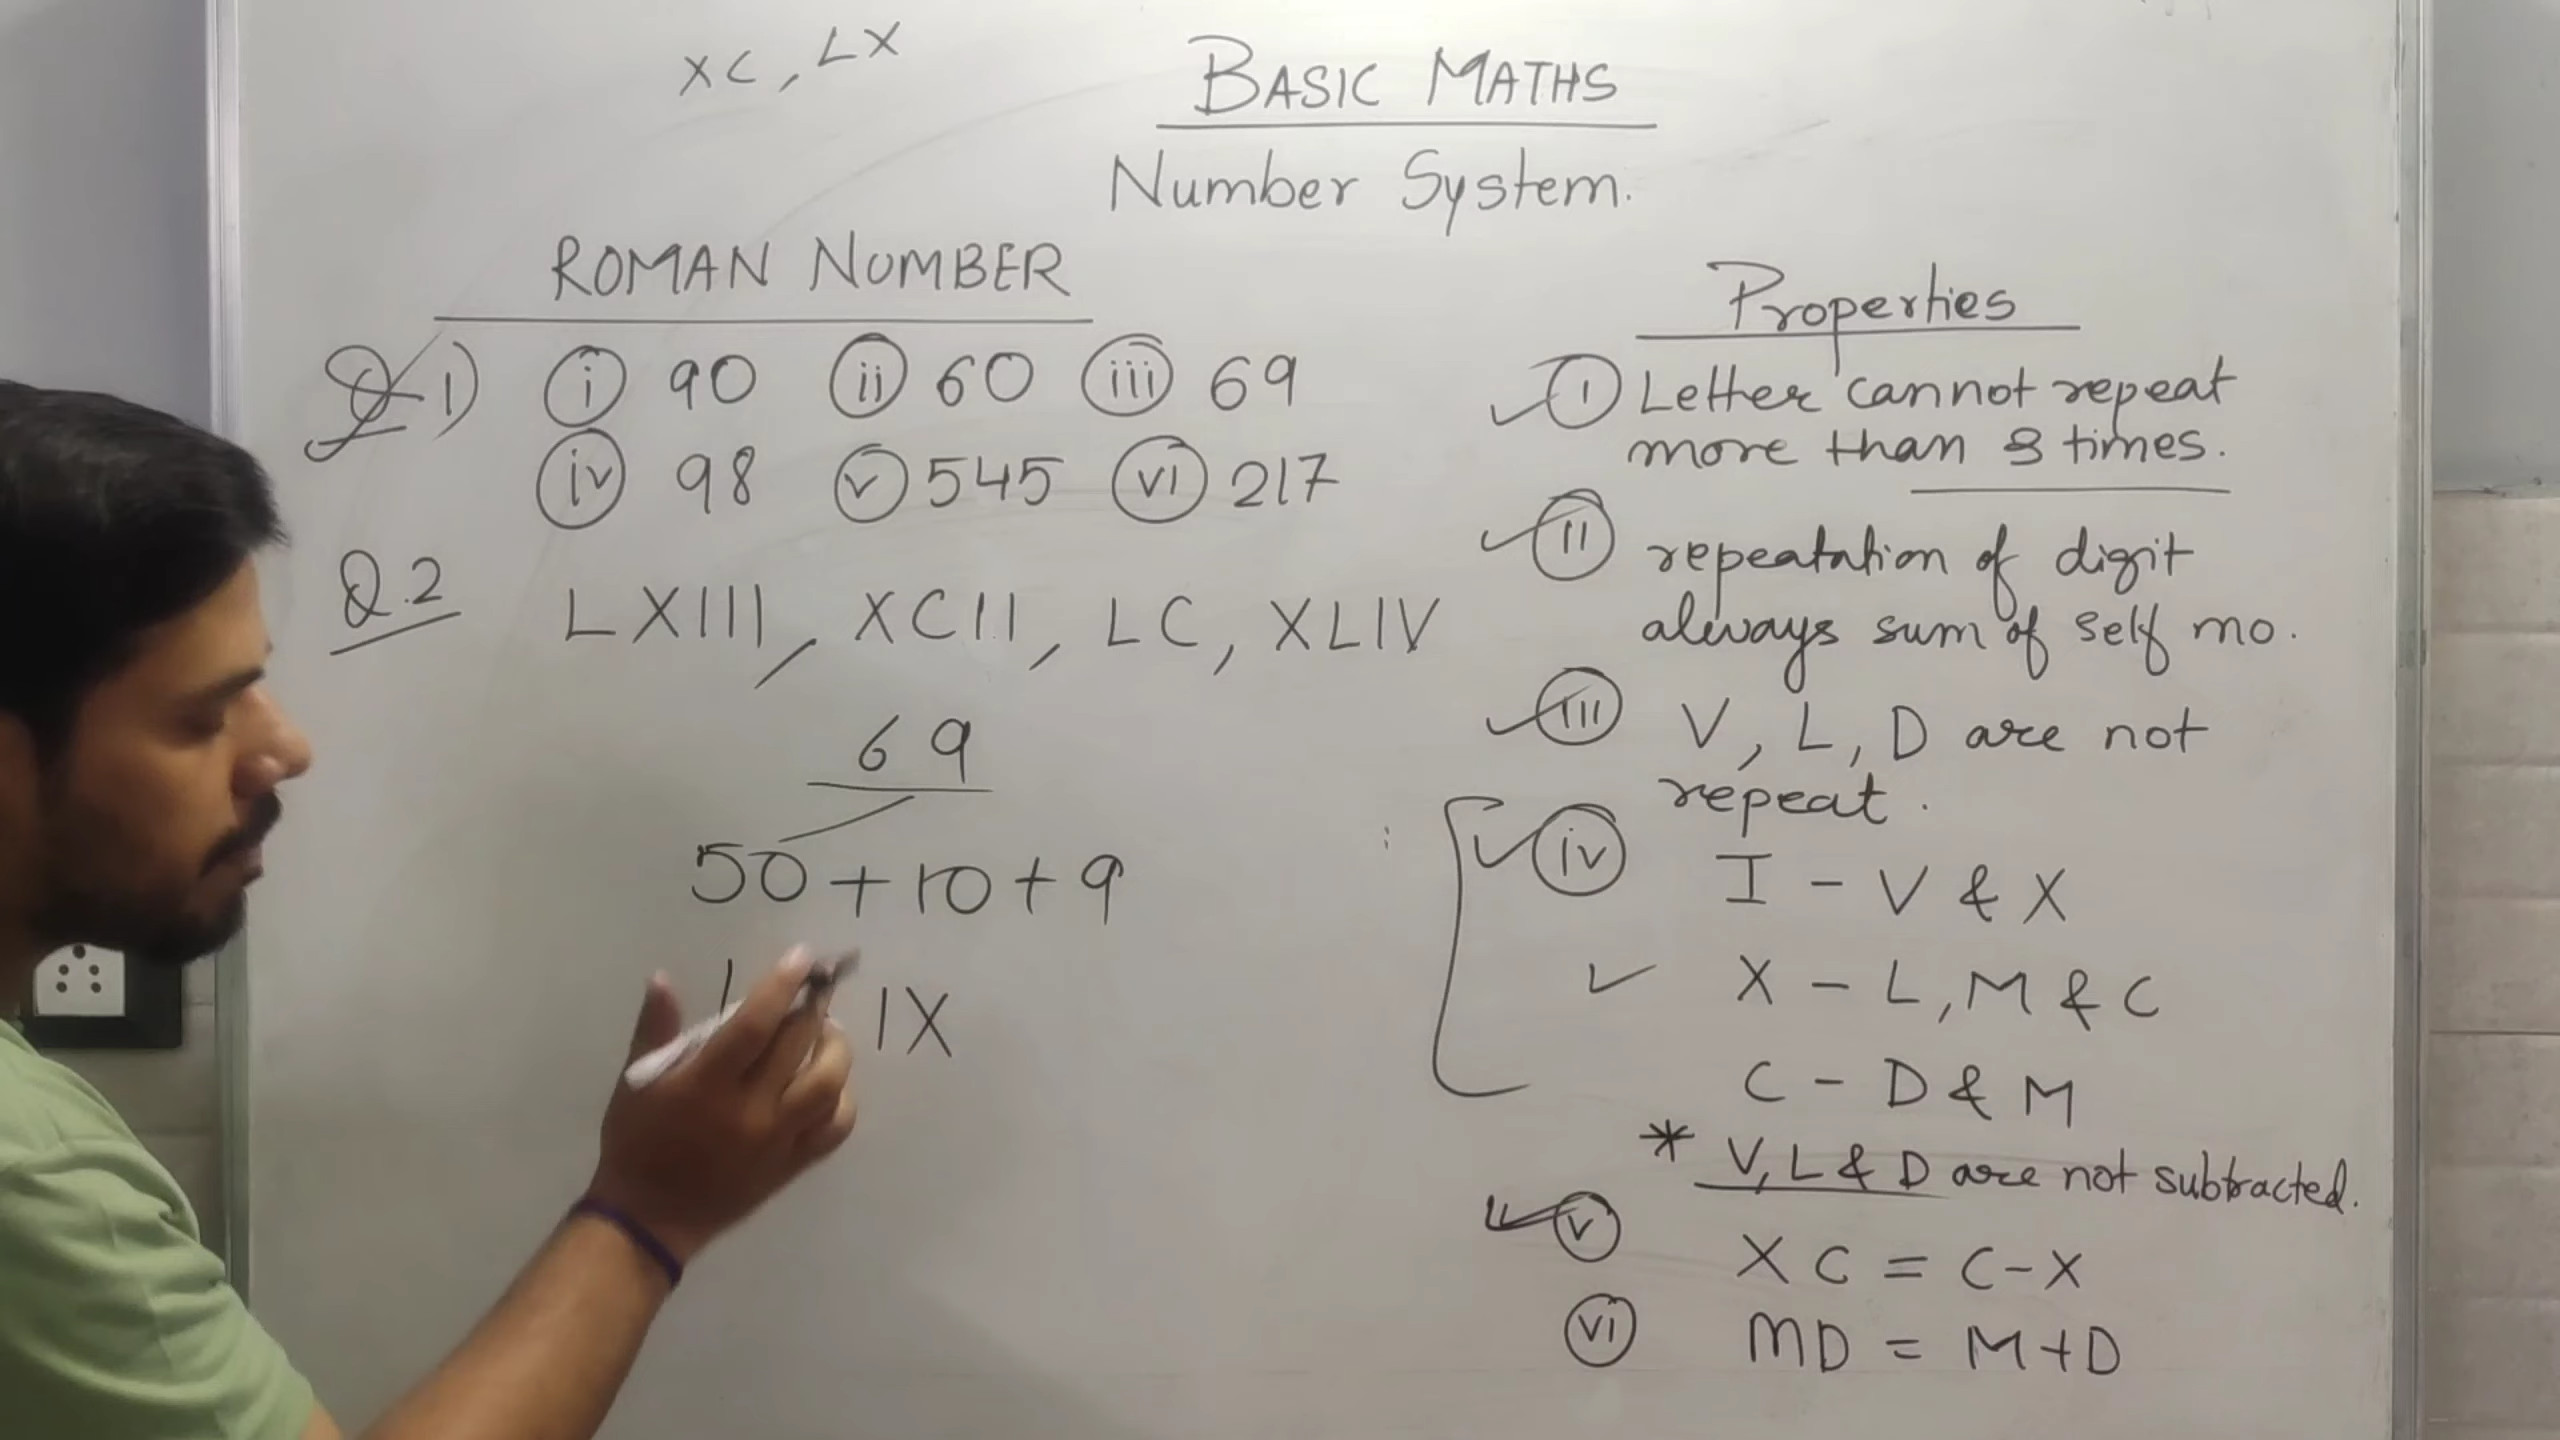 XC, LX
BASIC MATHS
Number System.
ROMAN NUMBER
Q 1) i 90 ii 60 iii 69
iv 98 v 545 vi 217
Q.2 LXIII, XCII, LC, XLIV
69
50 + 10 + 9
IX
Properties
I Letter cannot repeat
more than 3 times.
II repeatation of digit
always sum of self no.
III V, L, D are not
repeat.
iv I - V & X
X - L, M & C
C - D & M
* V, L & D are not subtracted.
v XC = C-X
vi MD = M+D